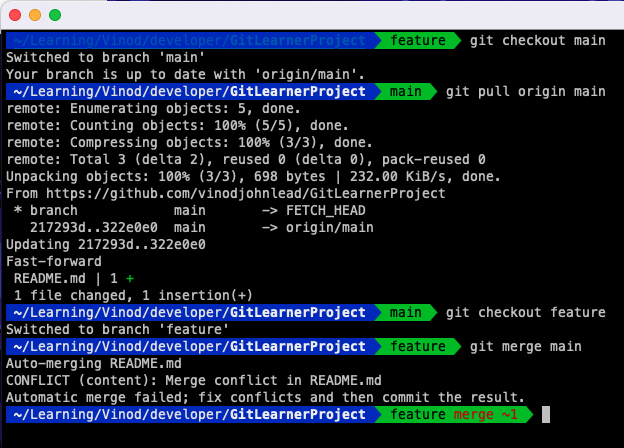 ~/Learning/Vinod/developer/GitLearnerProject feature git checkout main
Switched to branch 'main'
Your branch is up to date with 'origin/main'.
~/Learning/Vinod/developer/GitLearnerProject main git pull origin main
remote: Enumerating objects: 5, done.
remote: Counting objects: 100% (5/5), done.
remote: Compressing objects: 100% (3/3), done.
remote: Total 3 (delta 2), reused 0 (delta 0), pack-reused 0
Unpacking objects: 100% (3/3), 698 bytes | 232.00 KiB/s, done.
From https://github.com/vinodjohnlead/GitLearnerProject
 * branch            main       -> FETCH_HEAD
   217293d..322e0e0  main       -> origin/main
Updating 217293d..322e0e0
Fast-forward
 README.md | 1 +
 1 file changed, 1 insertion(+)
~/Learning/Vinod/developer/GitLearnerProject main git checkout feature
Switched to branch 'feature'
~/Learning/Vinod/developer/GitLearnerProject feature git merge main
Auto-merging README.md
CONFLICT (content): Merge conflict in README.md
Automatic merge failed; fix conflicts and then commit the result.
~/Learning/Vinod/developer/GitLearnerProject feature merge ~1